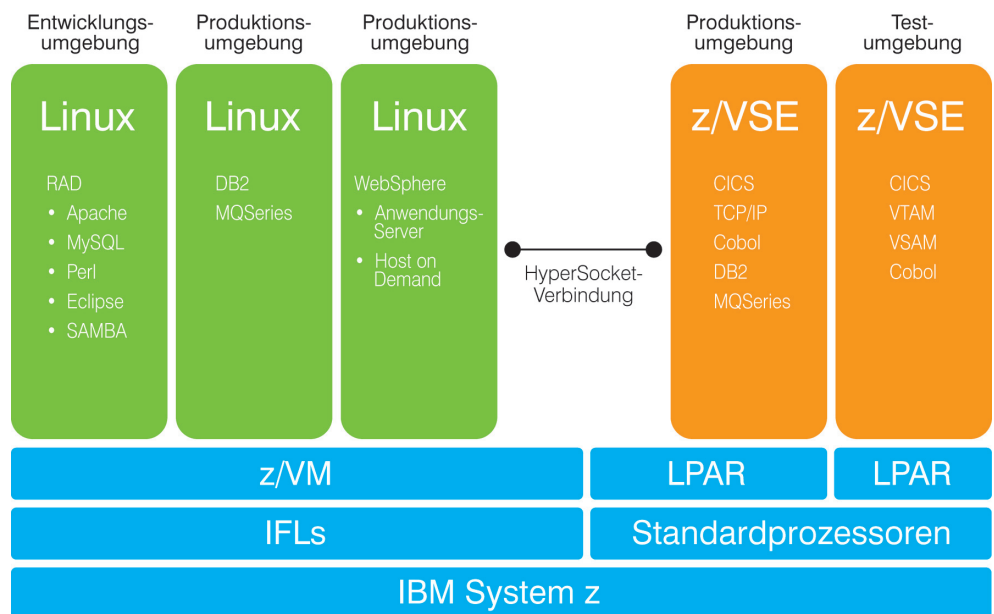 Entwicklungs-
umgebung
Produktions-
umgebung
Produktions-
umgebung
Produktions-
umgebung
Test-
umgebung
Linux
RAD
• Apache
• MySQL
• Perl
• Eclipse
• SAMBA
Linux
DB2
MQSeries
Linux
WebSphere
• Anwendungs-
Server
• Host on
Demand
HyperSocket-
Verbindung
z/VSE
CICS
TCP/IP
Cobol
DB2
MQSeries
z/VSE
CICS
VTAM
VSAM
Cobol
z/VM
LPAR
LPAR
IFLs
Standardprozessoren
IBM System z